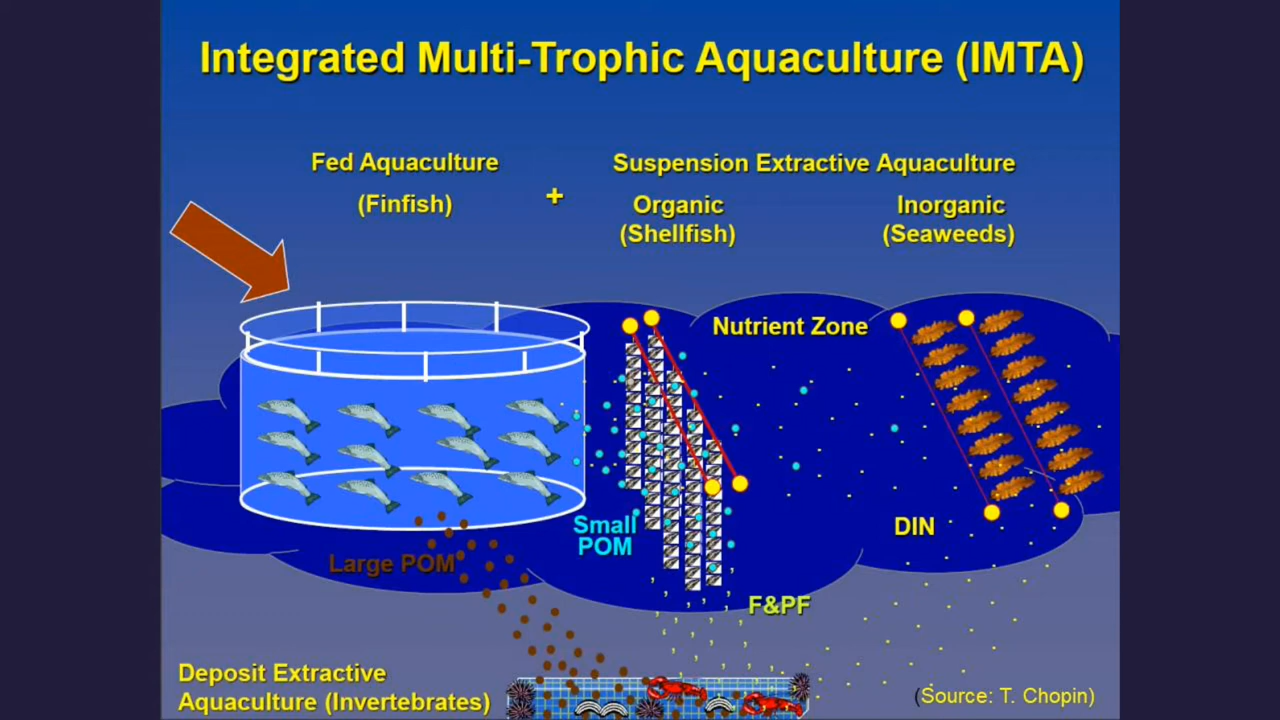 Integrated Multi-Trophic Aquaculture (IMTA)
Fed Aquaculture
(Finfish)
+
Suspension Extractive Aquaculture
Organic
(Shellfish)
Inorganic
(Seaweeds)
Nutrient Zone
Small
POM
DIN
Large POM
F&PF
Deposit Extractive
Aquaculture (Invertebrates)
(Source: T. Chopin)